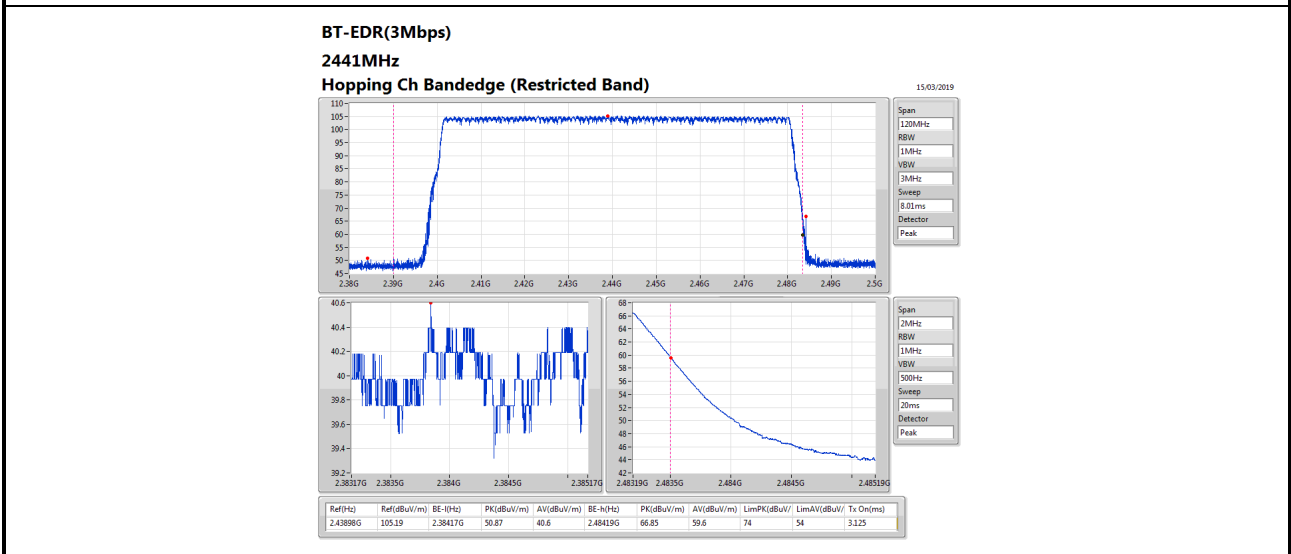 BT-EDR(3Mbps)
2441MHz
Hopping Ch Bandedge (Restricted Band)
15/03/2019
110
105
100
95
90
85
80
75
70
65
60
55
50
45
2.38G 2.39G 2.4G 2.41G 2.42G 2.43G 2.44G 2.45G 2.46G 2.47G 2.48G 2.49G 2.5G
Span
120MHz
RBW
1MHz
VBW
3MHz
Sweep
8.01ms
Detector
Peak
40.6
40.4
40.2
40
39.8
39.6
39.4
39.2
2.38317G 2.3835G 2.384G 2.3845G 2.38517G
68
66
64
62
60
58
56
54
52
50
48
46
44
42
2.48319G 2.4835G 2.484G 2.4845G 2.48519G
Span
2MHz
RBW
1MHz
VBW
500Hz
Sweep
20ms
Detector
Peak
Ref(Hz) Ref(dBuV/m) BE-l(Hz) PK(dBuV/m) AV(dBuV/m) BE-h(Hz) PK(dBuV/m) AV(dBuV/m) LimPK(dBuV/ LimAV(dBuV/ Tx On(ms)
2.43898G 105.19 2.38417G 50.87 40.6 2.48419G 66.85 59.6 74 54 3.125